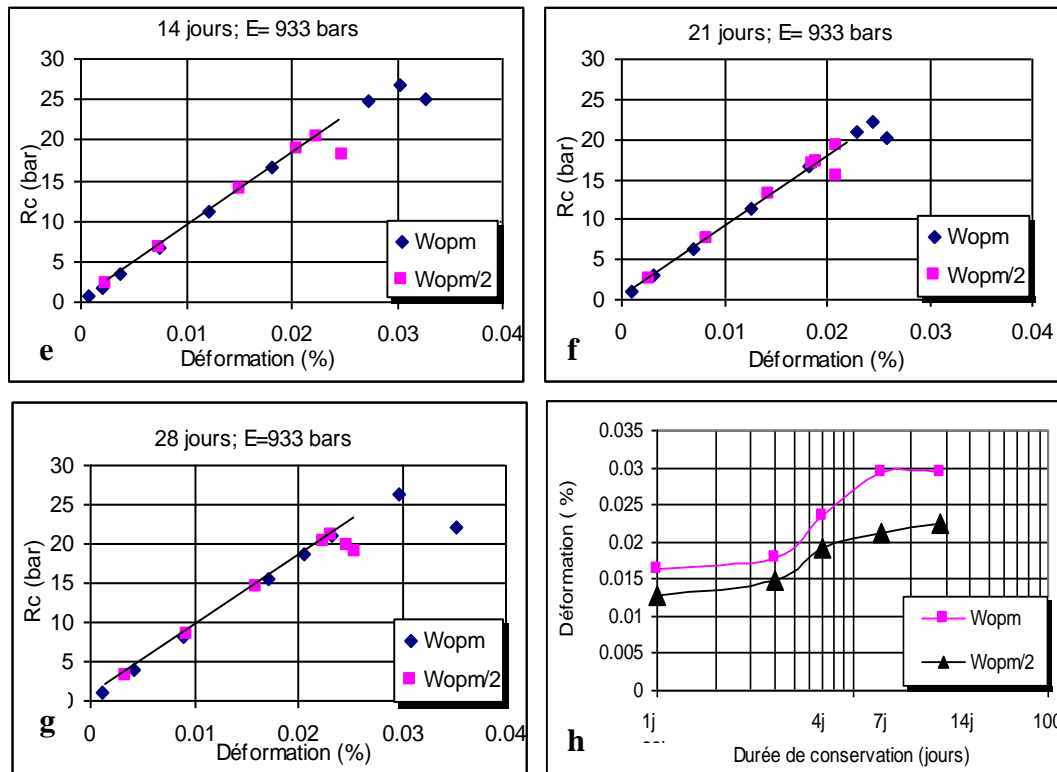 14 jours; E= 933 bars
30
25
20
15
10
5
0
Rc (bar)
Wopm
Wopm/2
0 0.01 0.02 0.03 0.04
Déformation (%)
e
21 jours; E= 933 bars
30
25
20
15
10
5
0
Rc (bar)
Wopm
Wopm/2
0 0.01 0.02 0.03 0.04
Déformation (%)
f
28 jours; E=933 bars
30
25
20
15
10
5
Rc (bar)
Wopm
Wopm/2
0 0.01 0.02 0.03 0.04
Déformation (%)
g
0.035
0.03
0.025
0.02
0.015
0.01
0.005
0
Déformation ( %)
Wopm
Wopm/2
1j 4j 7j 14j 100
Durée de conservation (jours)
h